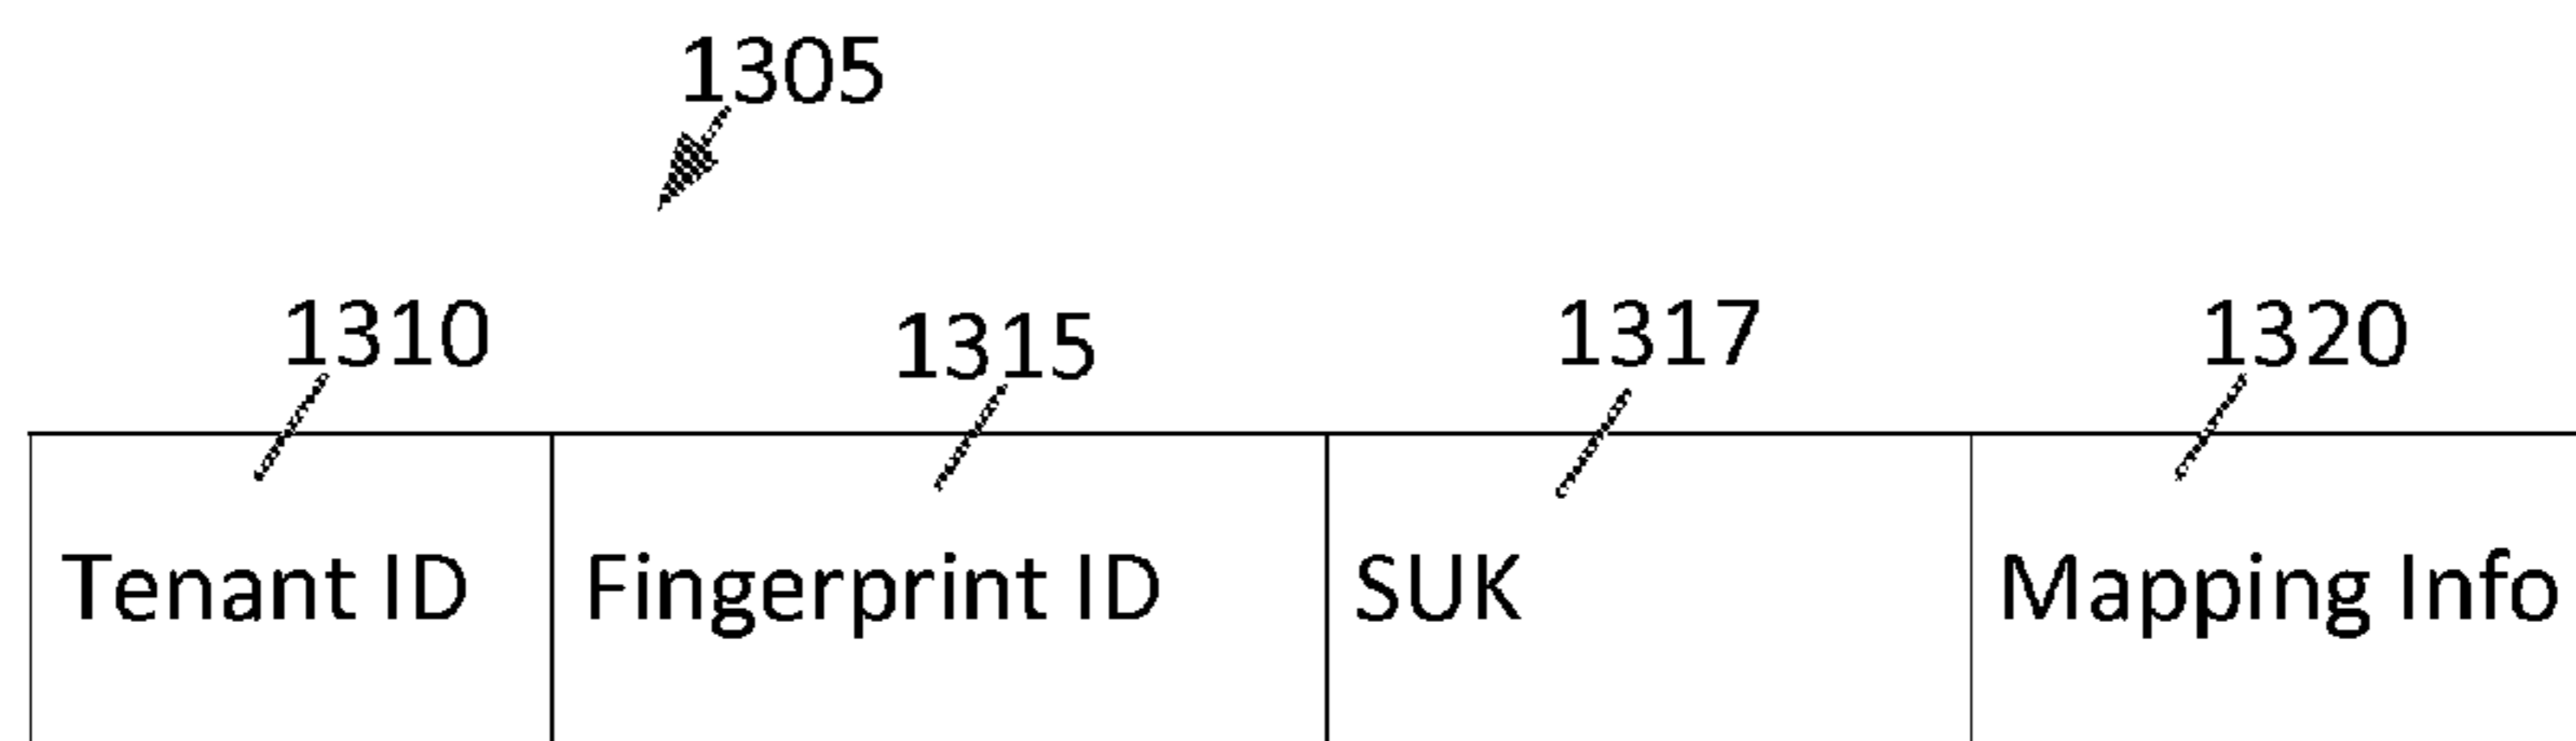 1305
1310 1315 1317 1320
Tenant ID Fingerprint ID SUK Mapping Info